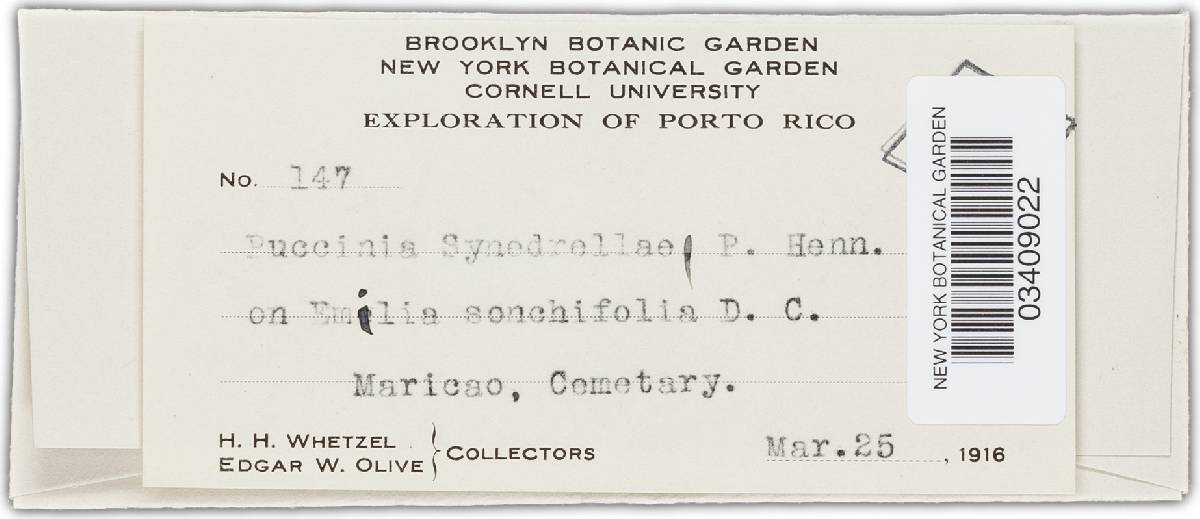 BROOKLYN BOTANIC GARDEN
NEW YORK BOTANICAL GARDEN
CORNELL UNIVERSITY
EXPLORATION OF PORTO RICO
No. 147
Puccinia Synedrellae, P. Henn.
on Emilia sonchifolia D. C.
Maricao, Cemetary.
H. H. WHETZEL
EDGAR W. OLIVE } COLLECTORS
Mar.25, 1916
NEW YORK BOTANICAL GARDEN
03409022